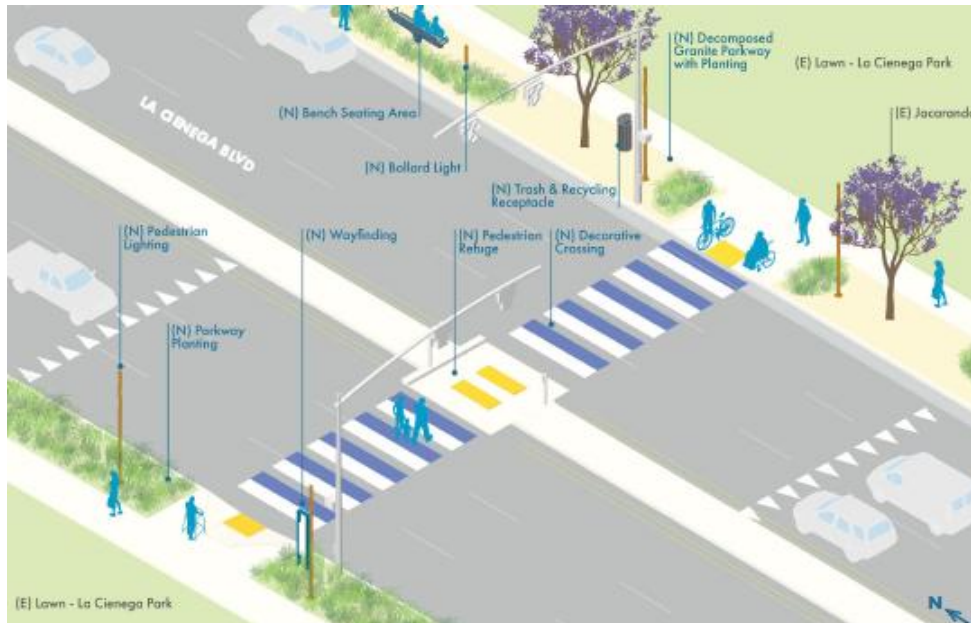 (N) Decomposed
Granite Parkway
with Planting
(E) Lawn - La Cienega Park
LA CIENEGA BLVD
(N) Bench Seating Area
(E) Jacaranda
(N) Bollard Light
(N) Trash & Recycling
Receptacle
(N) Pedestrian
Lighting
(N) Wayfinding
(N) Pedestrian
Refuge
(N) Decorative
Crossing
(N) Parkway
Planting
(E) Lawn - La Cienega Park
N